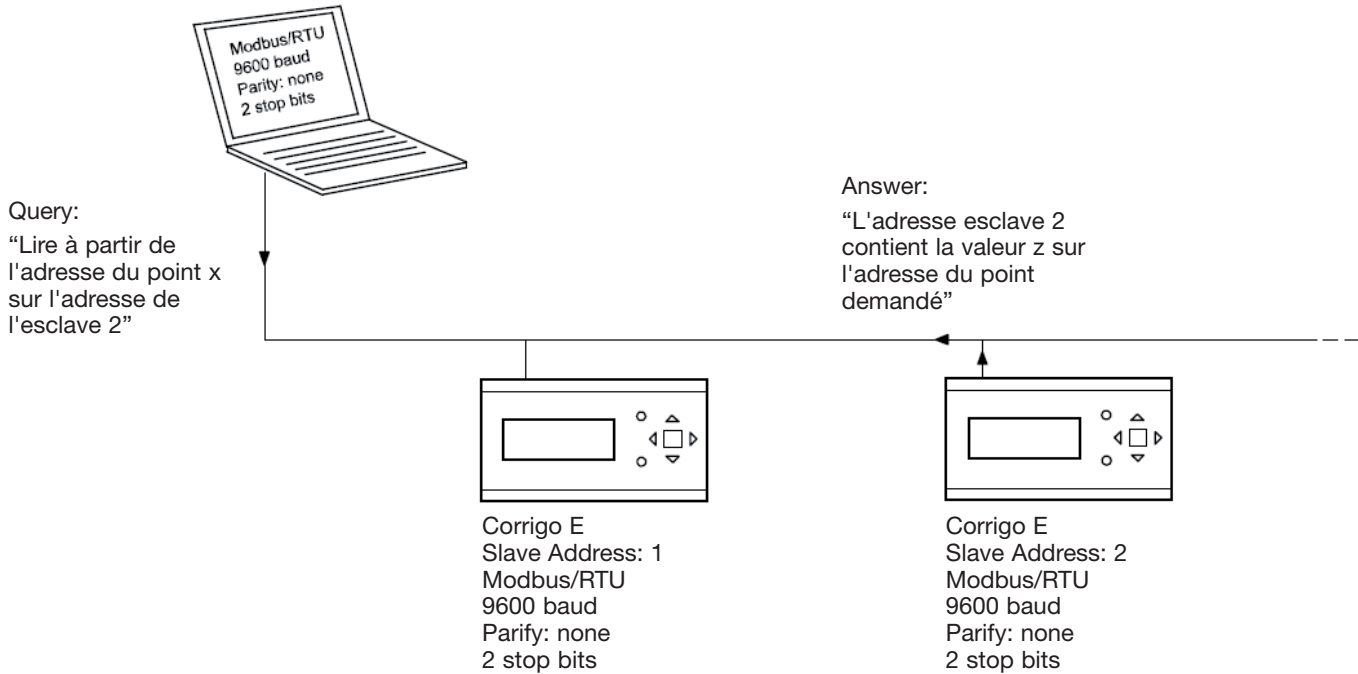 Modbus/RTU
9600 baud
Parity: none
2 stop bits
Query:
“Lire à partir de
l'adresse du point x
sur l'adresse de
l'esclave 2”
Answer:
“L'adresse esclave 2
contient la valeur z sur
l'adresse du point
demandé”
Corrigo E
Slave Address: 1
Modbus/RTU
9600 baud
Parify: none
2 stop bits
Corrigo E
Slave Address: 2
Modbus/RTU
9600 baud
Parify: none
2 stop bits